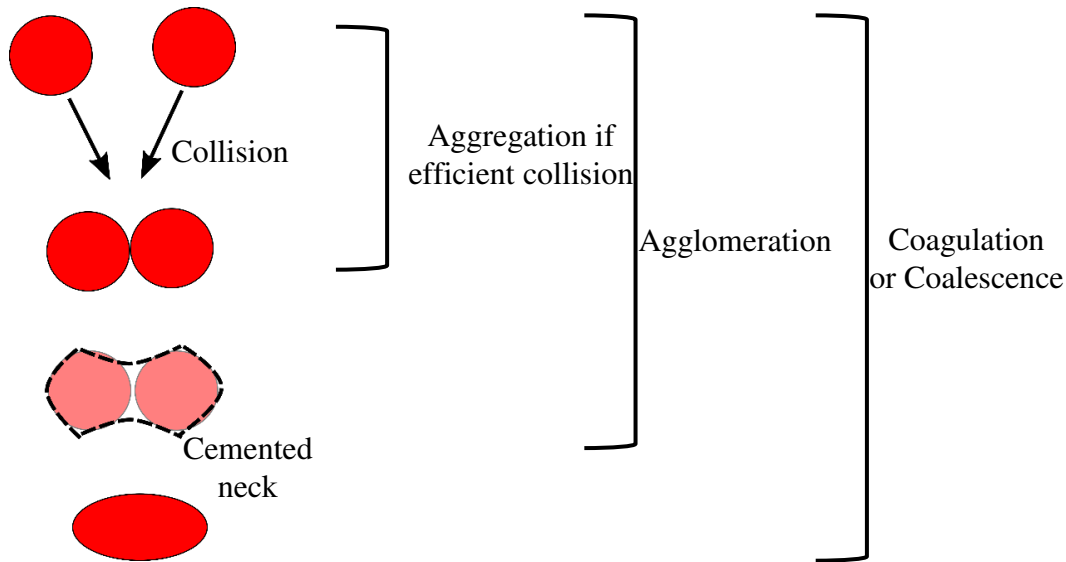 Collision
Aggregation if
efficient collision
Agglomeration
Coagulation
or Coalescence
Cemented
neck